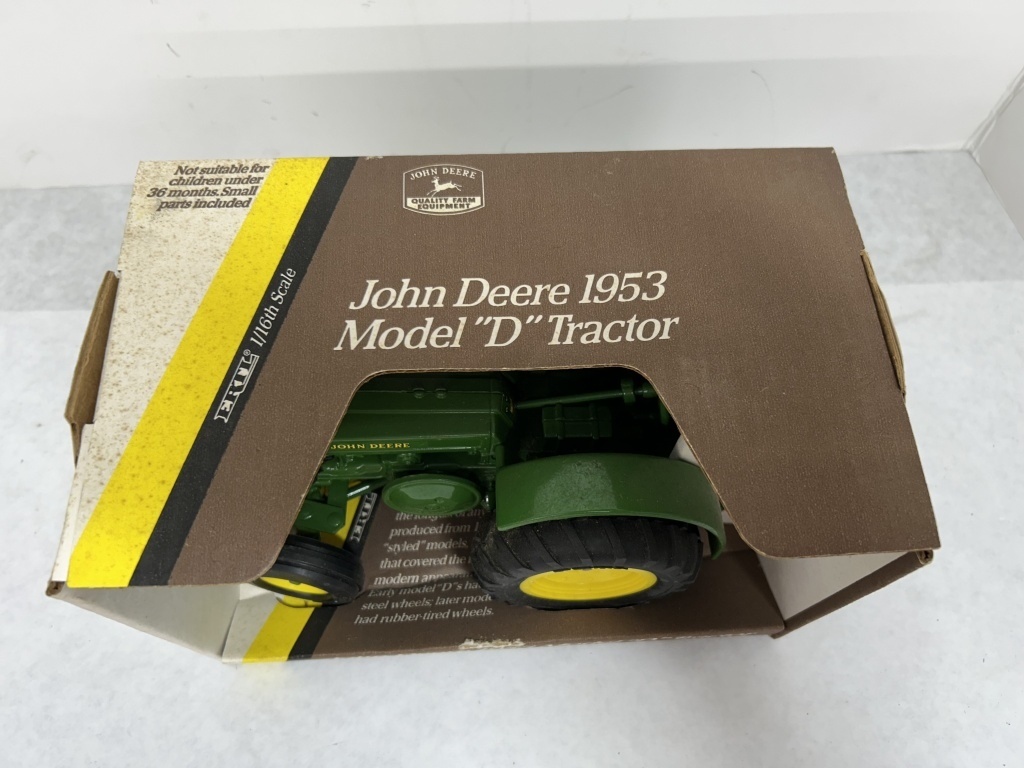 Not suitable for
children under
36 months. Small
parts included
JOHN DEERE
QUALITY FARM
EQUIPMENT
ERTL® 1/16th Scale
John Deere 1953
Model "D" Tractor
JOHN DEERE
ERTL
the
produced from 1
"styled" models.
that covered the
modern
Early model "D"s ha
steel wheels; later mode
had rubber-tired wheels.